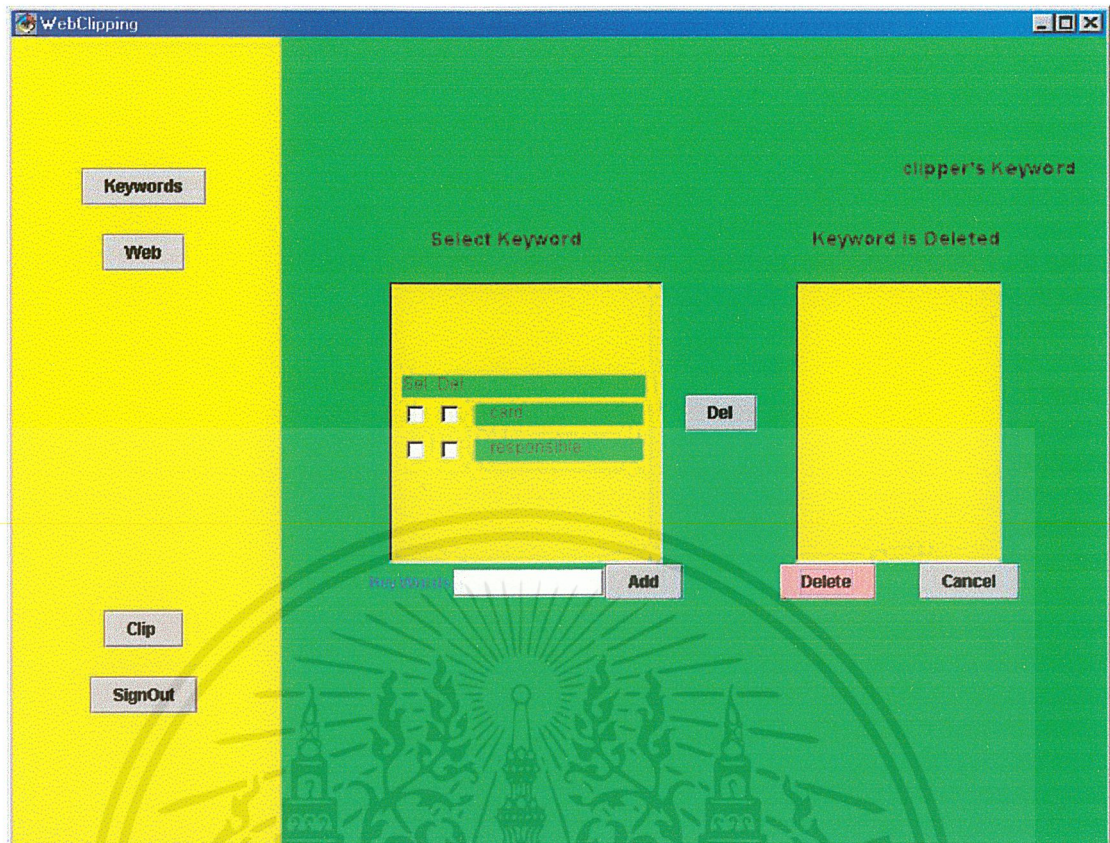 WebClipping
clipper's Keyword
Keywords
Select Keyword
Keyword is Deleted
Web
Sel Del
card
Del
responsible
Add
Delete
Cancel
Clip
SignOut